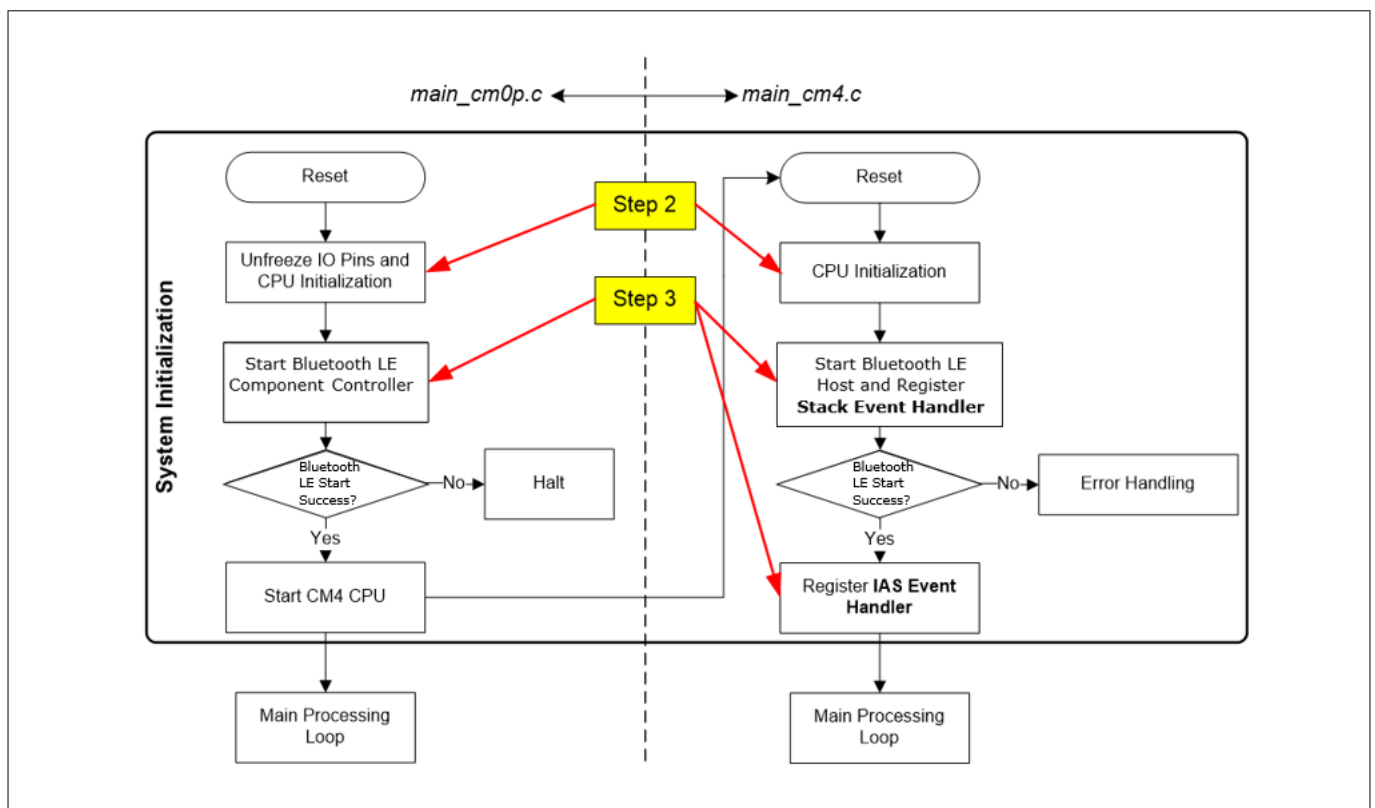 main_cm0p.c
main_cm4.c
System Initialization
Reset
Unfreeze IO Pins and
CPU Initialization
Start Bluetooth LE
Component Controller
Bluetooth
LE Start
Success?
No
Halt
Yes
Start CM4 CPU
Main Processing
Loop
Step 2
Step 3
Reset
CPU Initialization
Start Bluetooth LE
Host and Register
Stack Event Handler
Bluetooth
LE Start
Success?
No
Error Handling
Yes
Register IAS Event
Handler
Main Processing
Loop